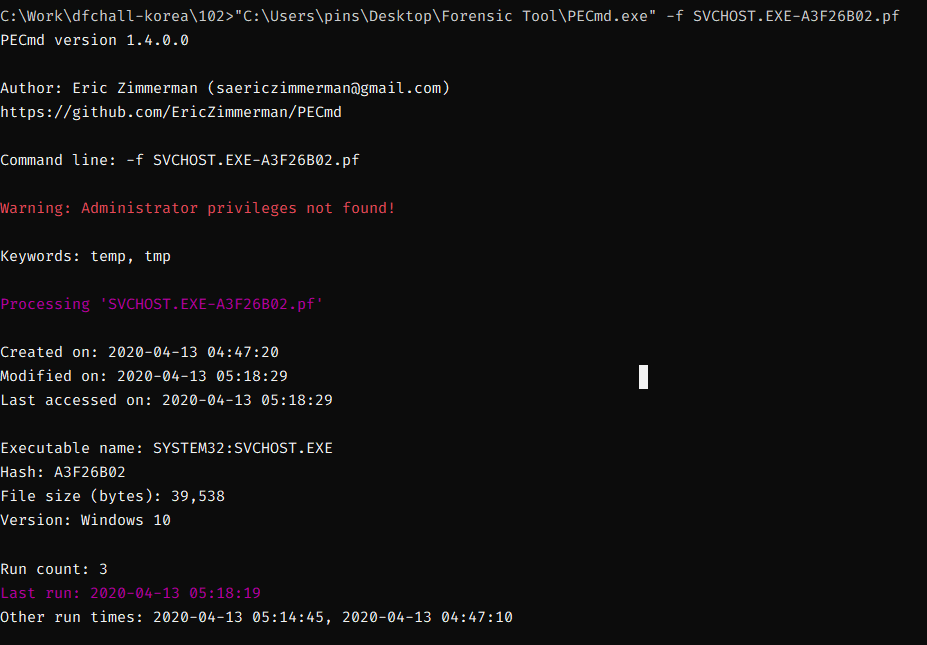 C:\Work\dfchall-korea\102>"C:\Users\pins\Desktop\Forensic Tool\PECmd.exe" -f SVCHOST.EXE-A3F26B02.pf
PECmd version 1.4.0.0
Author: Eric Zimmerman (saericzimmerman@gmail.com)
https://github.com/EricZimmerman/PECmd
Command line: -f SVCHOST.EXE-A3F26B02.pf
Warning: Administrator privileges not found!
Keywords: temp, tmp
Processing 'SVCHOST.EXE-A3F26B02.pf'
Created on: 2020-04-13 04:47:20
Modified on: 2020-04-13 05:18:29
Last accessed on: 2020-04-13 05:18:29
Executable name: SYSTEM32:SVCHOST.EXE
Hash: A3F26B02
File size (bytes): 39,538
Version: Windows 10
Run count: 3
Last run: 2020-04-13 05:18:19
Other run times: 2020-04-13 05:14:45, 2020-04-13 04:47:10